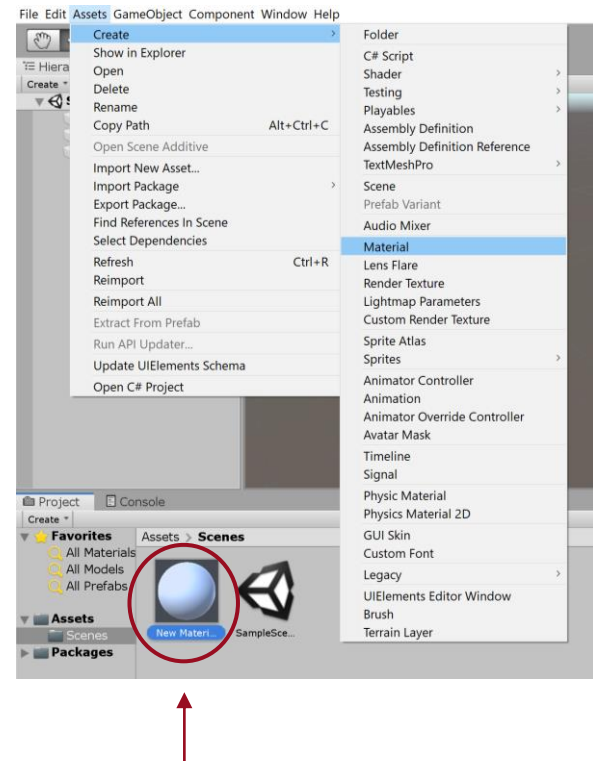 File Edit Assets GameObject Component Window Help
Create
Show in Explorer
Open
Delete
Rename
Copy Path Alt+Ctrl+C
Open Scene Additive
Import New Asset...
Import Package
Export Package...
Find References In Scene
Select Dependencies
Refresh Ctrl+R
Reimport
Reimport All
Extract From Prefab
Run API Updater...
Update UIElements Schema
Open C# Project
Folder
C# Script
Shader
Testing
Playables
Assembly Definition
Assembly Definition Reference
TextMeshPro
Scene
Prefab Variant
Audio Mixer
Material
Lens Flare
Render Texture
Lightmap Parameters
Custom Render Texture
Sprite Atlas
Sprites
Animator Controller
Animation
Animator Override Controller
Avatar Mask
Timeline
Signal
Physic Material
Physics Material 2D
GUI Skin
Custom Font
Legacy
UIElements Editor Window
Brush
Terrain Layer
Hiera
Create
Project Console
Create
Favorites
All Materials
All Models
All Prefabs
Assets
Scenes
Packages
Assets > Scenes
New Materi...
SampleSce...